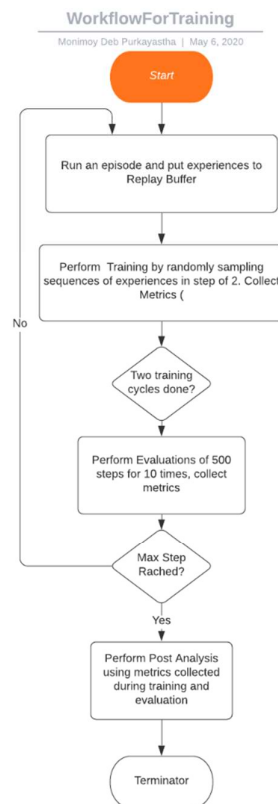 WorkflowForTraining
Monimoy Deb Purkayastha | May 6, 2020
Start
Run an episode and put experiences to
Replay Buffer
Perform Training by randomly sampling
sequences of experiences in step of 2. Collect
Metrics (
No
Two training
cycles done?
Perform Evaluations of 500
steps for 10 times, collect
metrics
Max Step
Rached?
Yes
Perform Post Analysis
using metrics collected
during training and
evaluation
Terminator